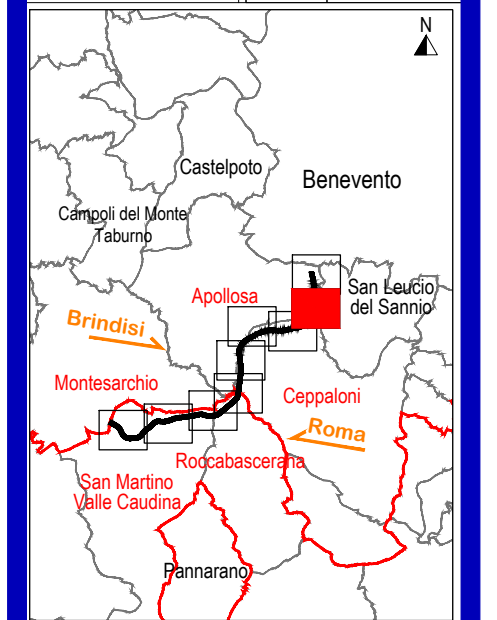 N
Castelpoto
Benevento
Campoli del Monte
Taburno
San Leucio
del Sannio
Apollosa
Brindisi
Montesarchio
Ceppaloni
Roma
Roccabascerana
San Martino
Valle Caudina
Pannarano